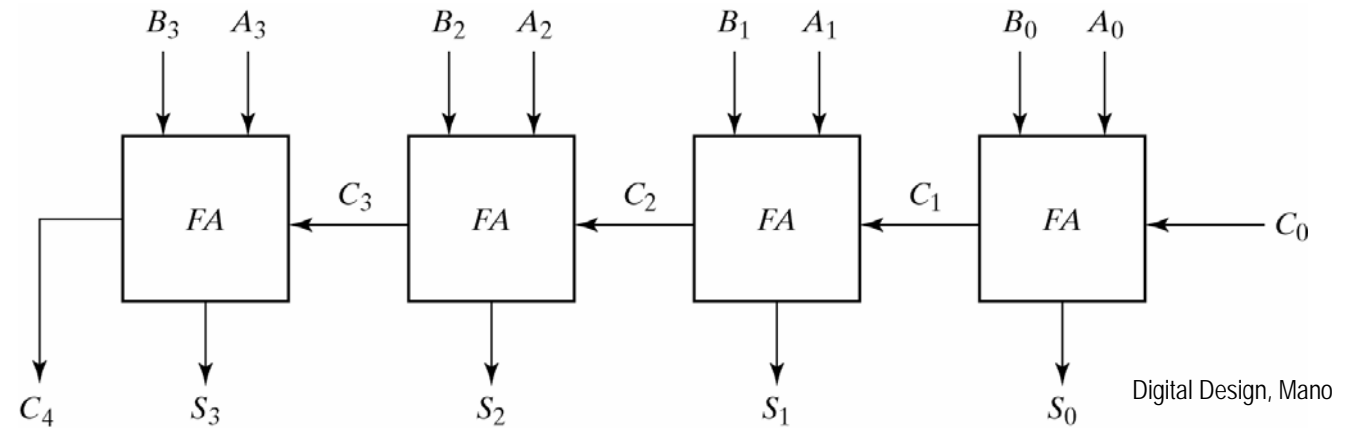 B₃ A₃ B₂ A₂ B₁ A₁ B₀ A₀
C₃ C₂ C₁
FA FA FA FA C₀
C₄ S₃ S₂ S₁ S₀
Digital Design, Mano